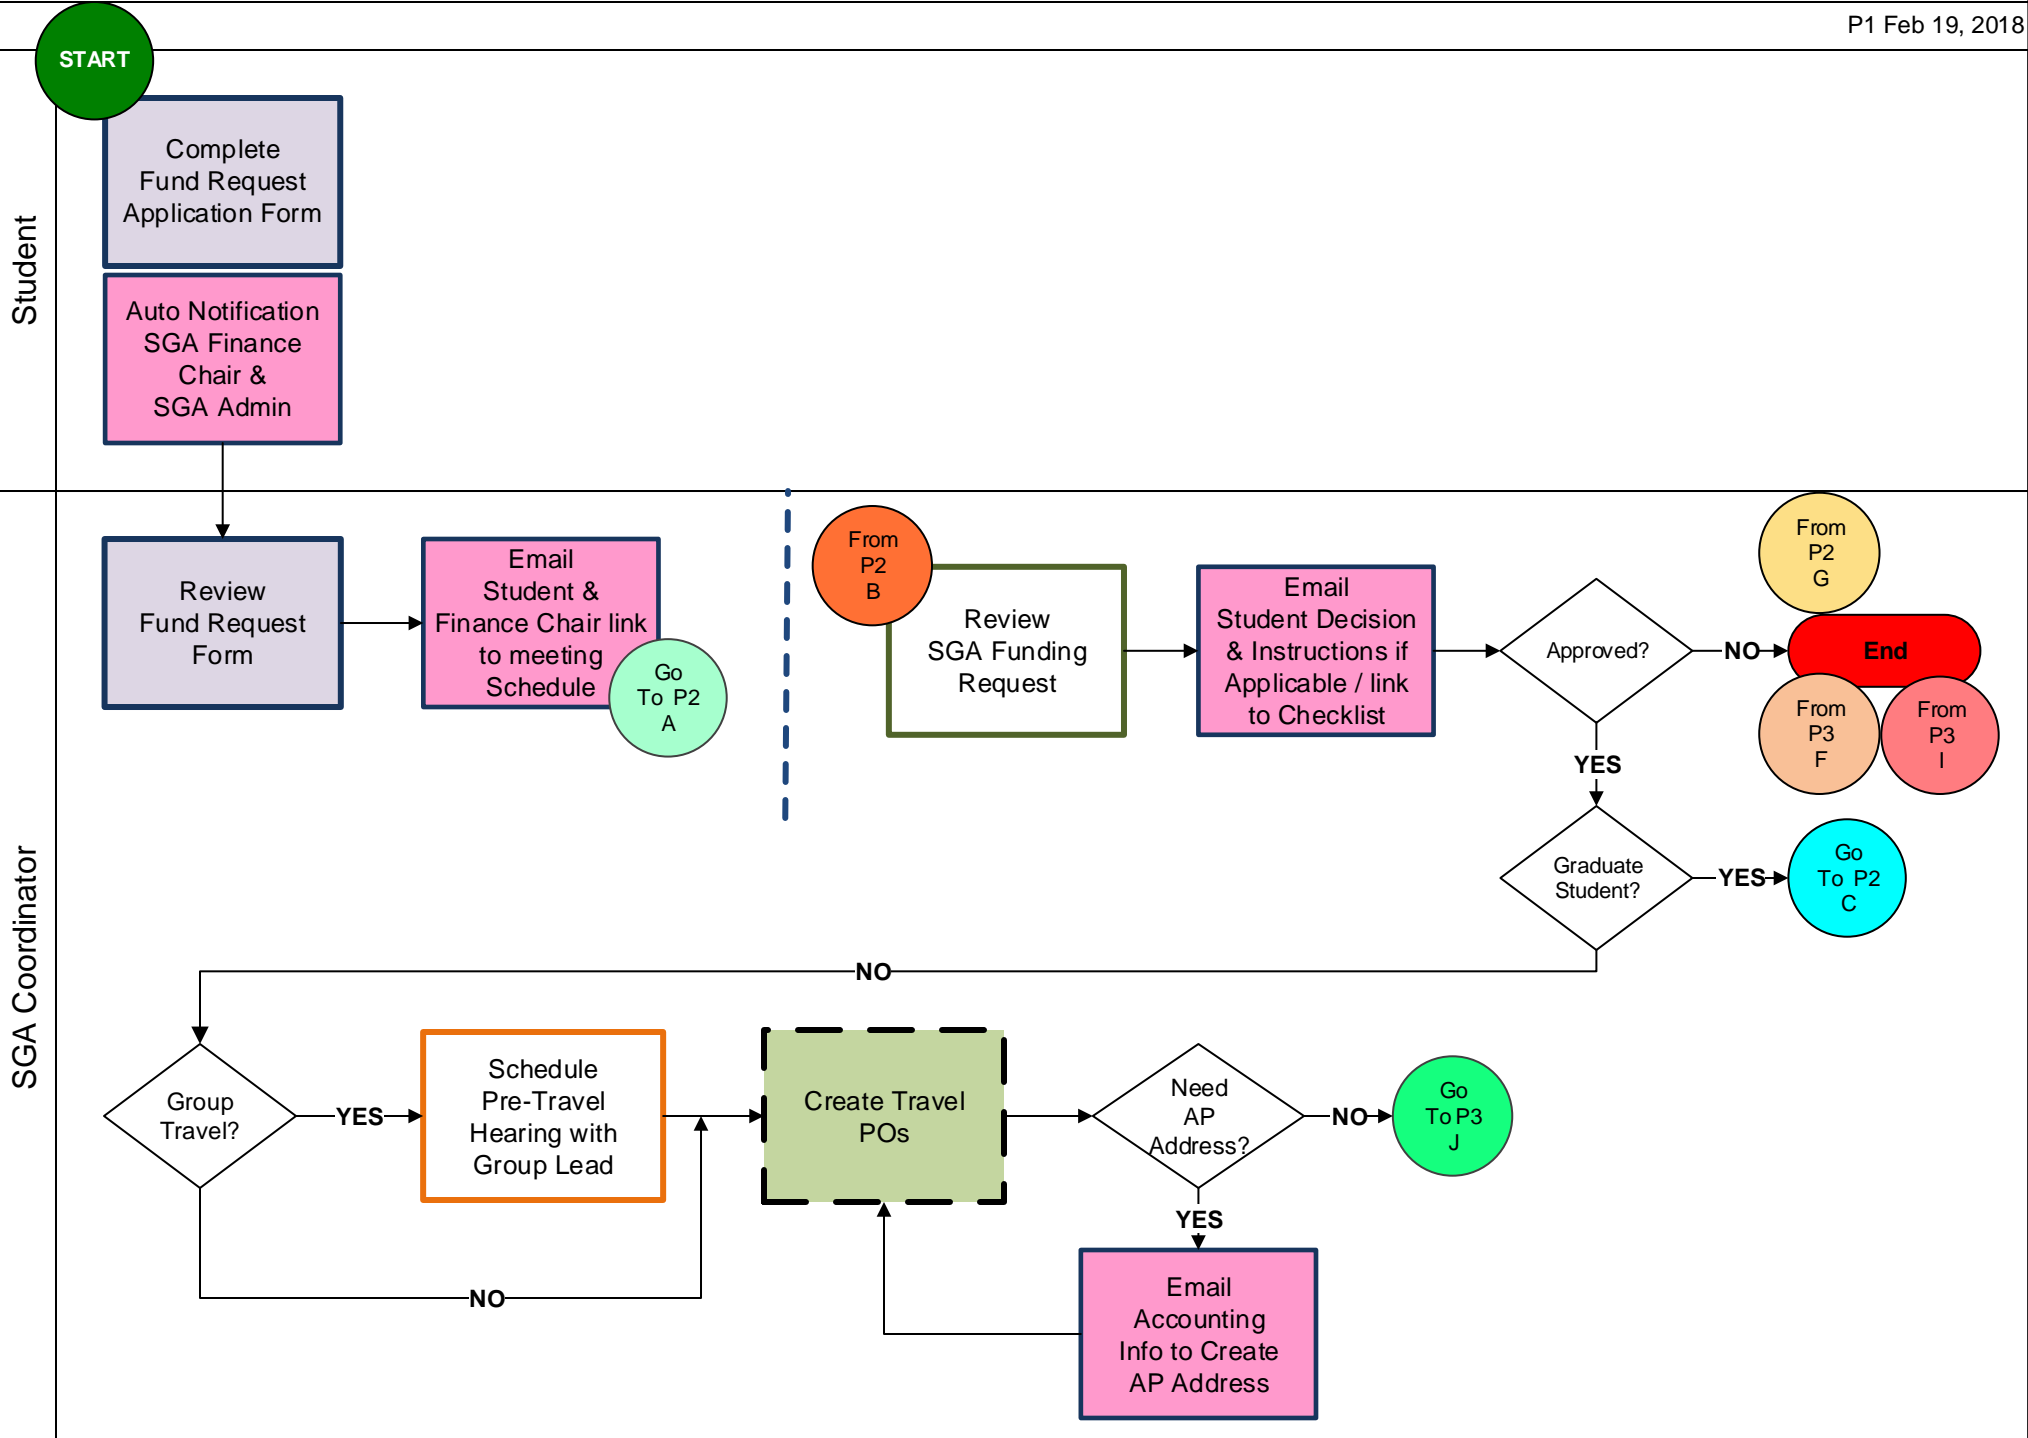 P1 Feb 19, 2018
START
Student
Complete
Fund Request
Application Form
Auto Notification
SGA Finance
Chair &
SGA Admin
SGA Coordinator
Review
Fund Request
Form
Email
Student &
Finance Chair link
to meeting
Schedule
Go
To P2
A
From
P2
B
Review
SGA Funding
Request
Email
Student Decision
& Instructions if
Applicable / link
to Checklist
Approved?
NO
End
From
P2
G
From
P3
F
From
P3
I
YES
Graduate
Student?
YES
Go
To P2
C
NO
Group
Travel?
YES
Schedule
Pre-Travel
Hearing with
Group Lead
NO
Create Travel
POs
Need
AP
Address?
NO
Go
To P3
J
YES
Email
Accounting
Info to Create
AP Address